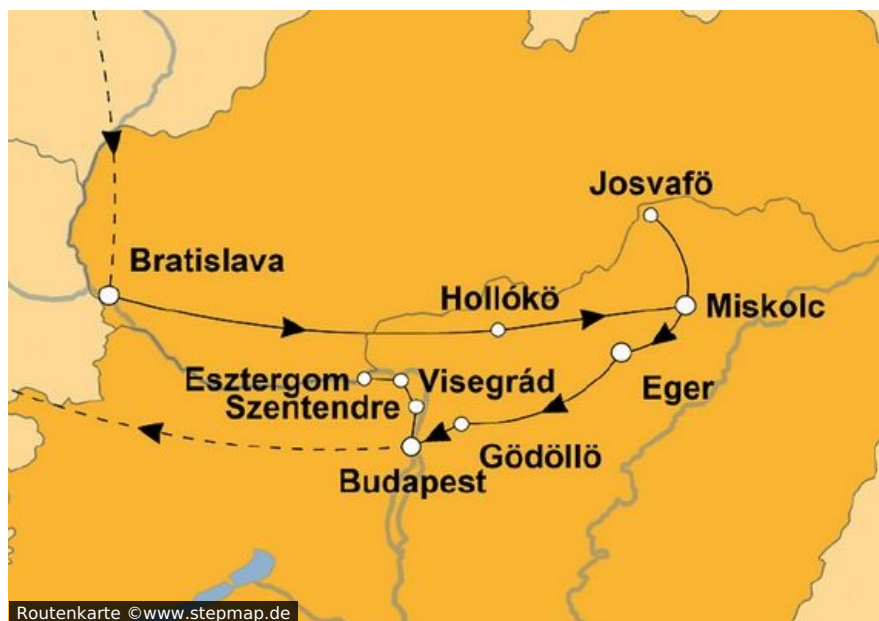 Josvafö
Bratislava
Hollókö
Miskolc
Esztergom
Visegrád
Eger
Szentendre
Gödöllö
Budapest
Routenkarte ©www.stepmap.de